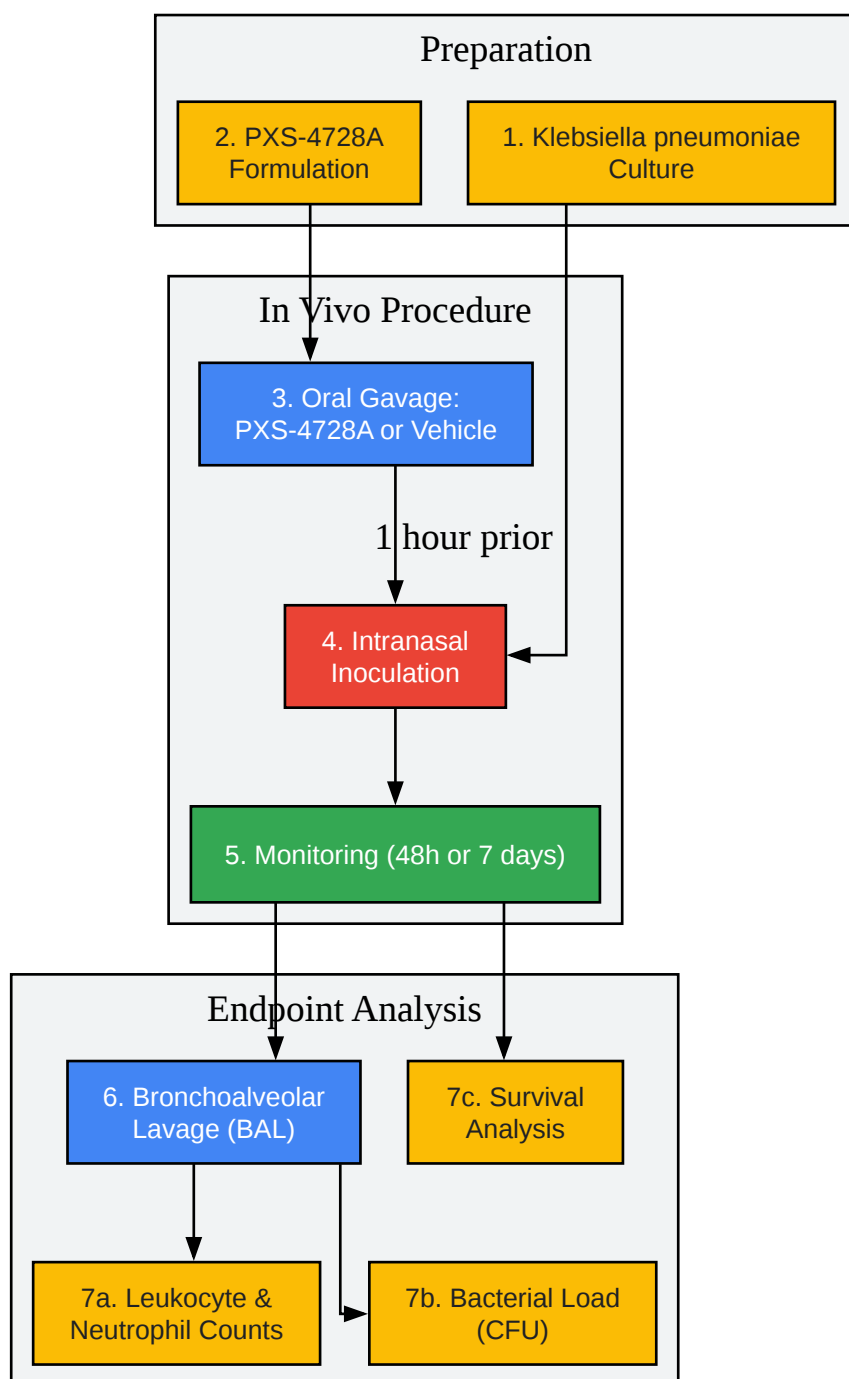 Preparation
2. PXS-4728A
Formulation
1. Klebsiella pneumoniae
Culture
In Vivo Procedure
3. Oral Gavage:
PXS-4728A or Vehicle
1 hour prior
4. Intranasal
Inoculation
5. Monitoring (48h or 7 days)
Endpoint Analysis
6. Bronchoalveolar
Lavage (BAL)
7c. Survival
Analysis
7a. Leukocyte &
Neutrophil Counts
7b. Bacterial Load
(CFU)